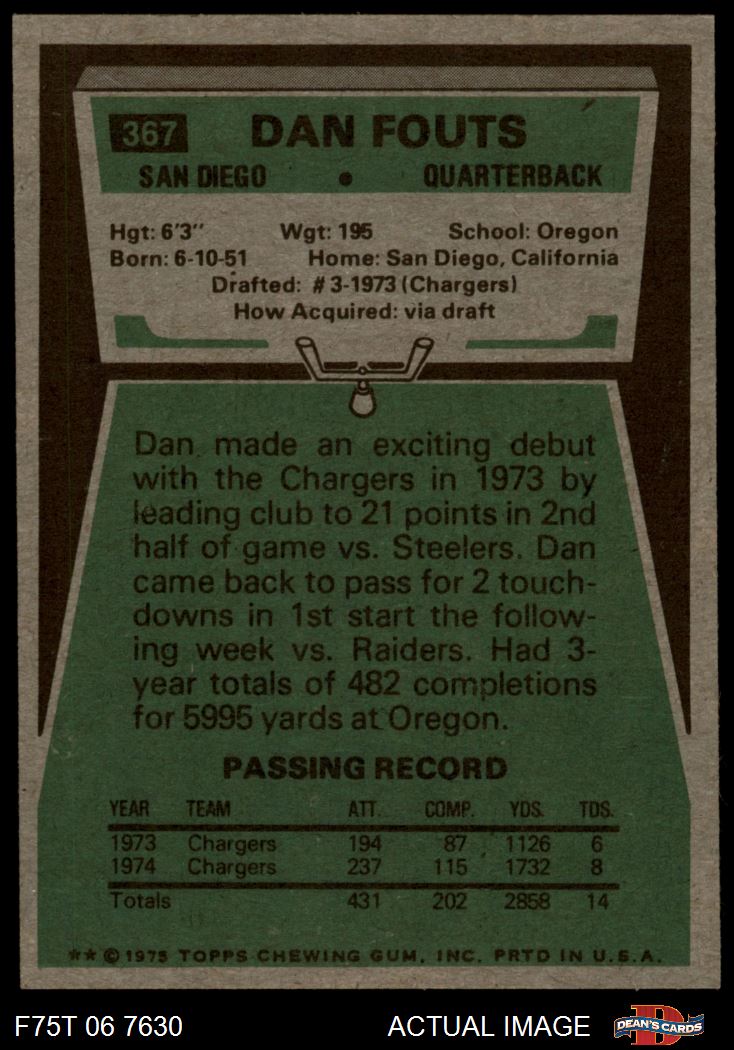 367 DAN FOUTS
SAN DIEGO • QUARTERBACK
Hgt: 6'3" Wgt: 195 School: Oregon
Born: 6-10-51 Home: San Diego, California
Drafted: #3-1973 (Chargers)
How Acquired: via draft
Dan made an exciting debut
with the Chargers in 1973 by
leading club to 21 points in 2nd
half of game vs. Steelers. Dan
came back to pass for 2 touch-
downs in 1st start the follow-
ing week vs. Raiders. Had 3-
year totals of 482 completions
for 5995 yards at Oregon.
PASSING RECORD
YEAR TEAM ATT. COMP. YDS. TDS.
1973 Chargers 194 87 1126 6
1974 Chargers 237 115 1732 8
Totals 431 202 2858 14
** © 1975 TOPPS CHEWING GUM, INC. PRTD IN U.S.A.
F75T 06 7630 ACTUAL IMAGE DEAN'S CARDS